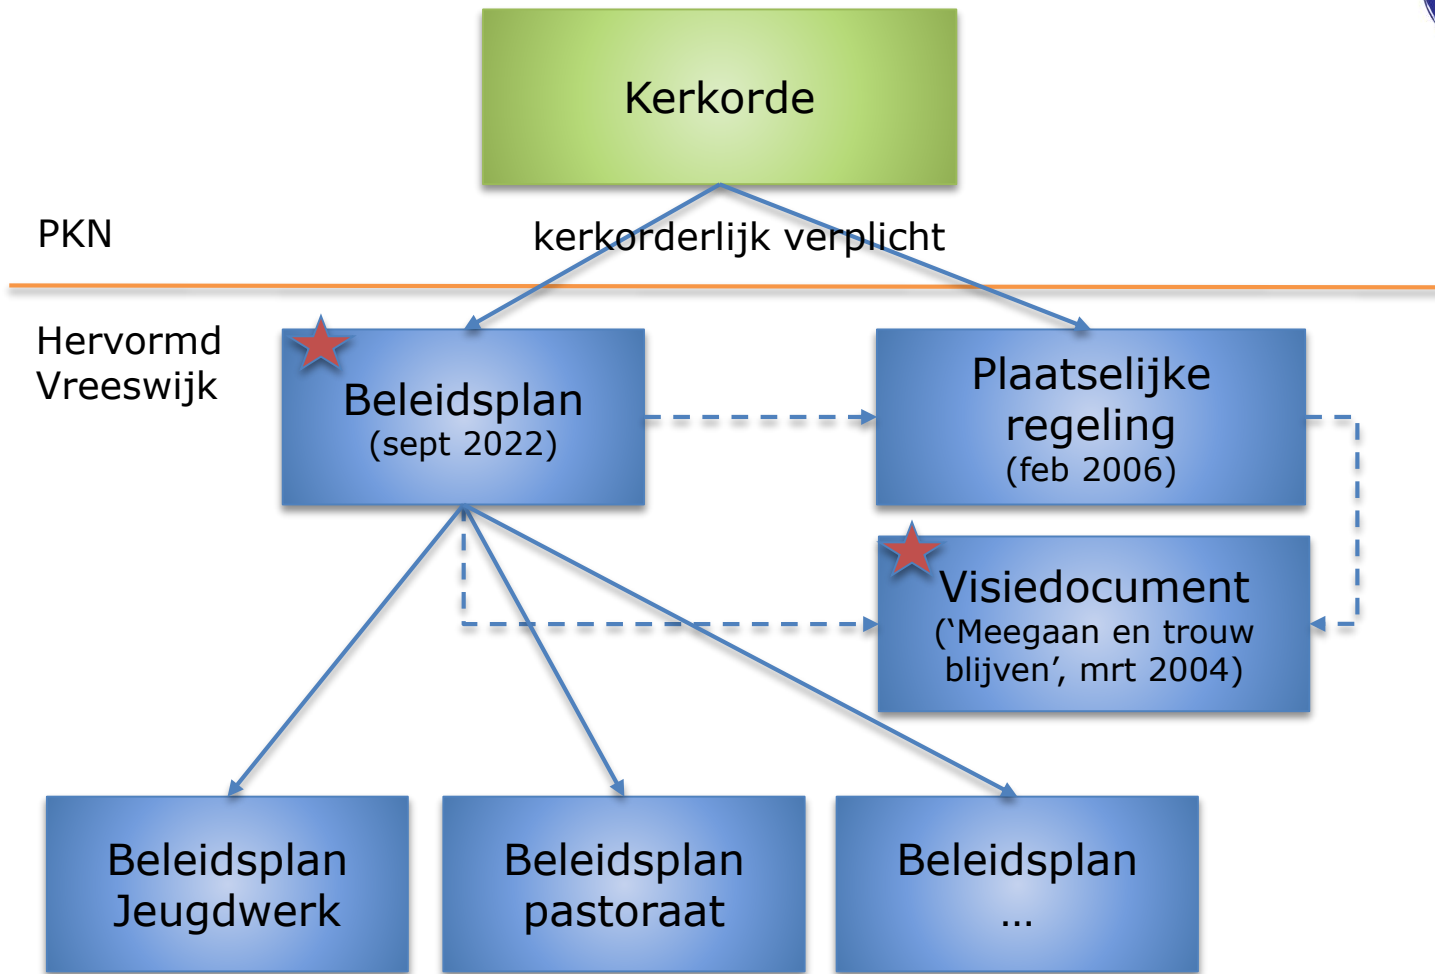 Kerkorde
PKN
kerkorderlijk verplicht
Hervormd
Vreeswijk
Beleidsplan
(sept 2022)
Plaatselijke
regeling
(feb 2006)
Visiedocument
(‘Meegaan en trouw
blijven’, mrt 2004)
Beleidsplan
Jeugdwerk
Beleidsplan
pastoraat
Beleidsplan
…